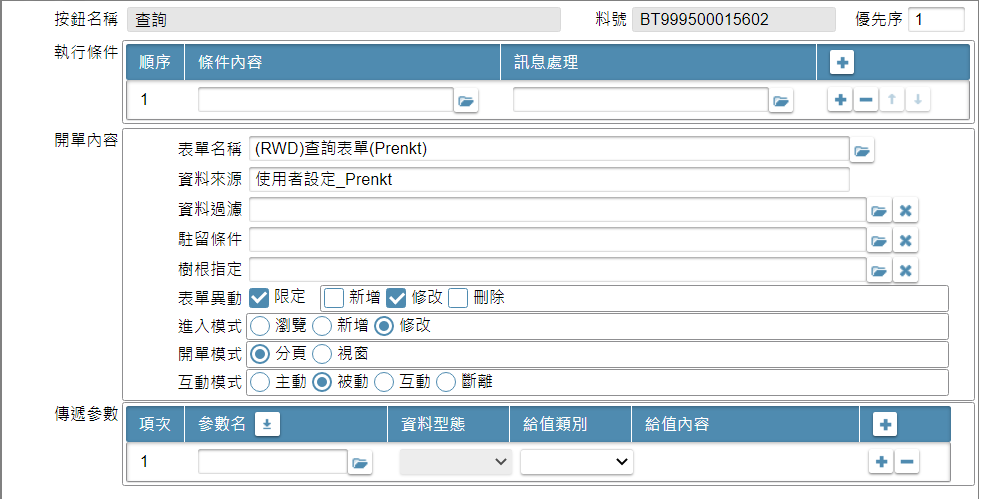 按鈕名稱 查詢 料號 BT999500015602 優先序 1
執行條件
順序 條件內容 訊息處理
1
開單內容
表單名稱 (RWD)查詢表單(Prenkt)
資料來源 使用者設定_Prenkt
資料過濾
駐留條件
樹根指定
表單異動 限定 新增 修改 刪除
進入模式 瀏覽 新增 修改
開單模式 分頁 視窗
互動模式 主動 被動 互動 斷離
傳遞參數
項次 參數名 資料型態 給值類別 給值內容
1